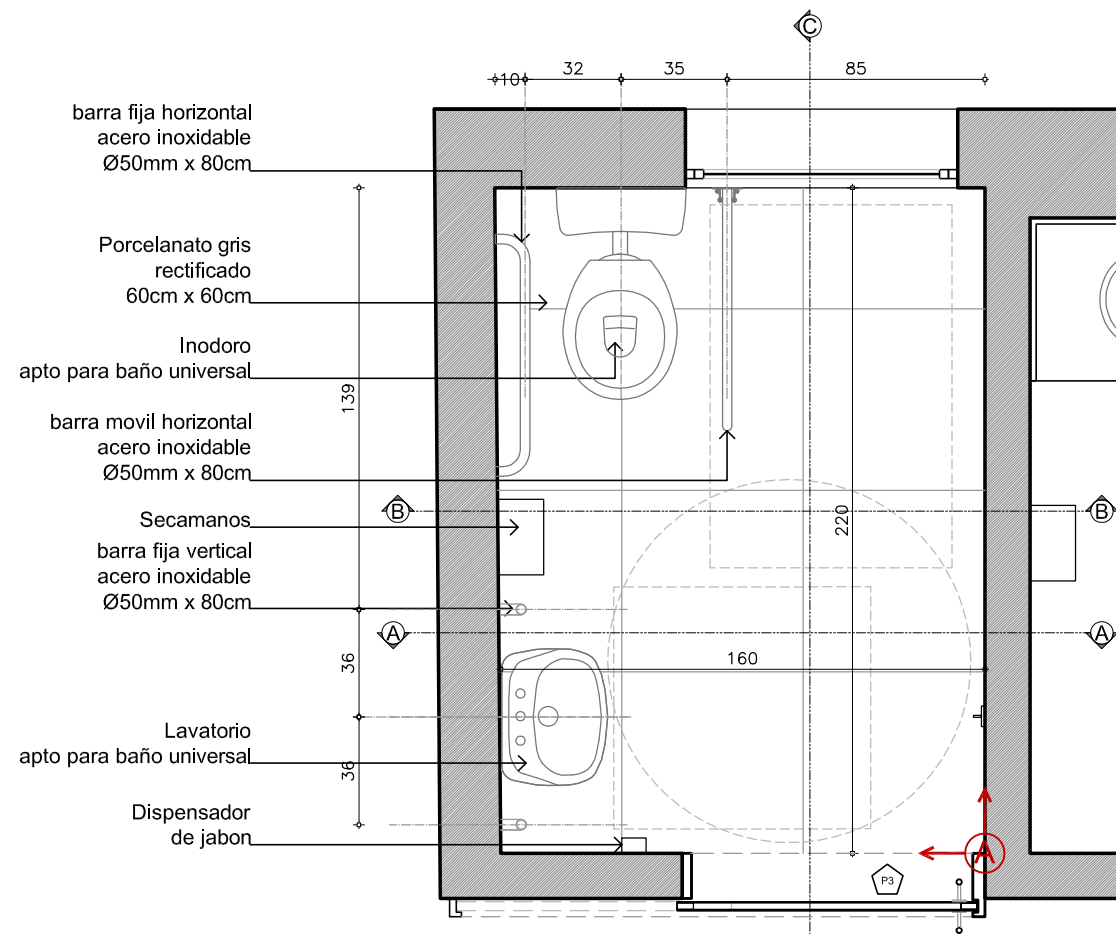 C
10
32
35
85
barra fija horizontal
acero inoxidable
Ø50mm x 80cm
Porcelanato gris
rectificado
60cm x 60cm
Inodoro
apto para baño universal
139
barra movil horizontal
acero inoxidable
Ø50mm x 80cm
Secamanos
B
B
220
barra fija vertical
acero inoxidable
Ø50mm x 80cm
A
A
36
160
Lavatorio
apto para baño universal
36
Dispensador
de jabon
A
P3